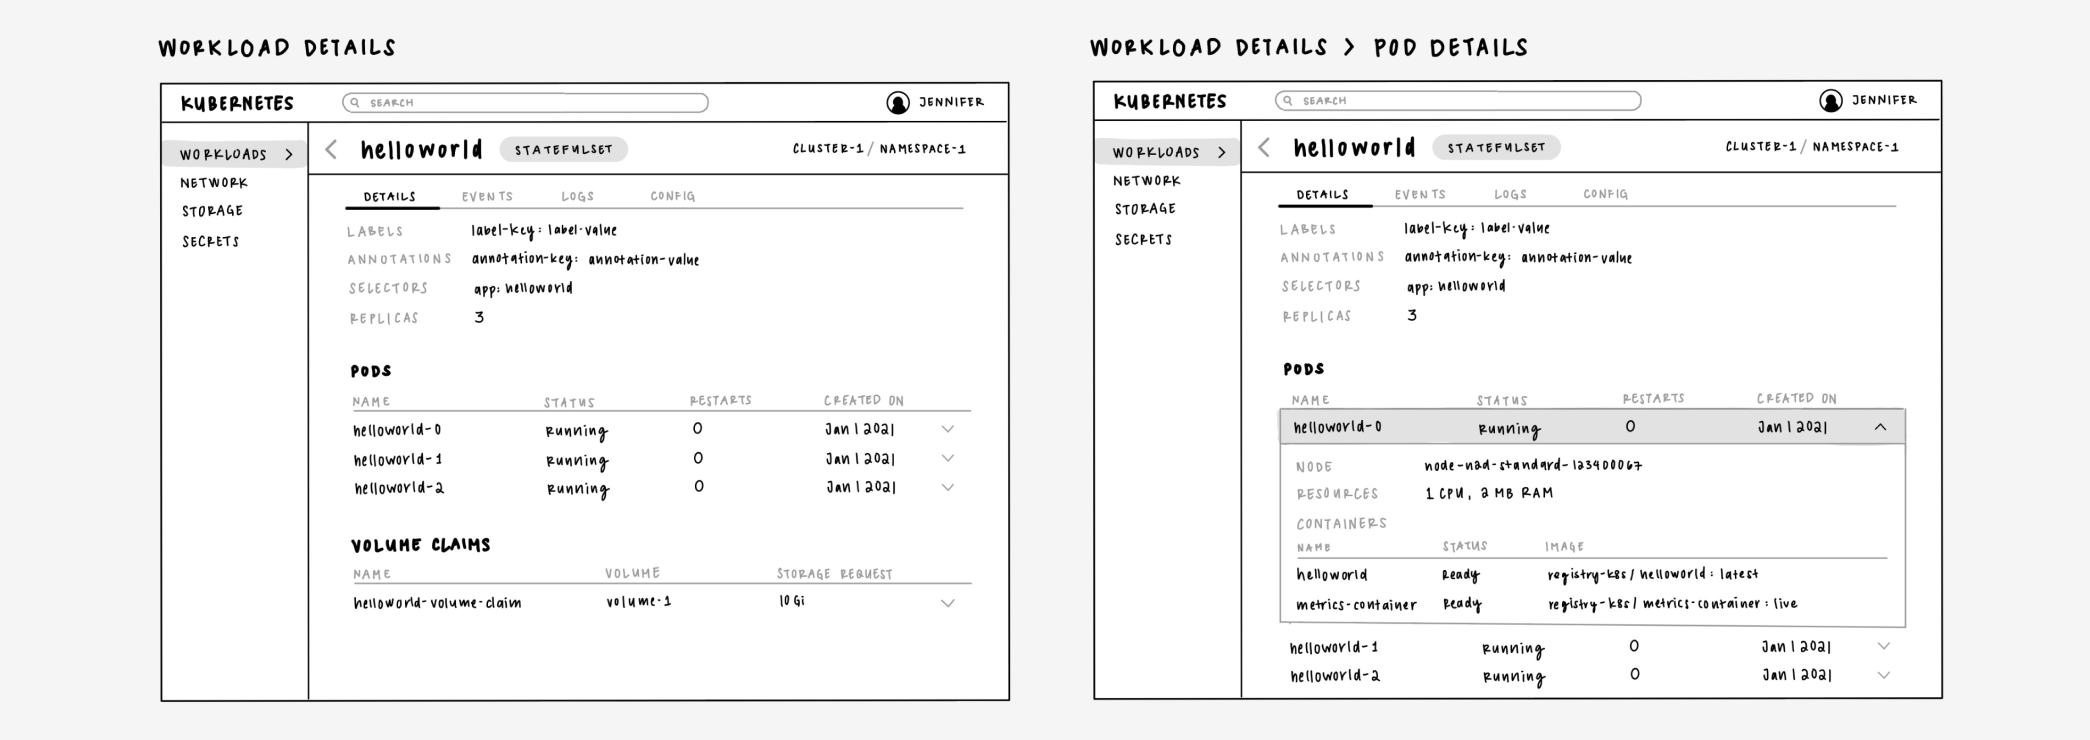 WORKLOAD DETAILS
KUBERNETES
SEARCH
JENNIFER
WORKLOADS
NETWORK
STORAGE
SECRETS
helloworld STATEFULSET
CLUSTER-1 / NAMESPACE-1
DETAILS EVENTS LOGS CONFIG
LABELS label-key: label-value
ANNOTATIONS annotation-key: annotation-value
SELECTORS app: helloworld
REPLICAS 3
PODS
NAME STATUS RESTARTS CREATED ON
helloworld-0 Running 0 Jan 1 2021
helloworld-1 Running 0 Jan 1 2021
helloworld-2 Running 0 Jan 1 2021
VOLUME CLAIMS
NAME VOLUME STORAGE REQUEST
helloworld-volume-claim volume-1 10 Gi
WORKLOAD DETAILS > POD DETAILS
KUBERNETES
SEARCH
JENNIFER
WORKLOADS
NETWORK
STORAGE
SECRETS
helloworld STATEFULSET
CLUSTER-1 / NAMESPACE-1
DETAILS EVENTS LOGS CONFIG
LABELS label-key: label-value
ANNOTATIONS annotation-key: annotation-value
SELECTORS app: helloworld
REPLICAS 3
PODS
NAME STATUS RESTARTS CREATED ON
helloworld-0 Running 0 Jan 1 2021
NODE node-n2d-standard-123400067
RESOURCES 1 CPU, 2 MB RAM
CONTAINERS
NAME STATUS IMAGE
helloworld Ready registry-k8s/helloworld:latest
metrics-container Ready registry-k8s/metrics-container:live
helloworld-1 Running 0 Jan 1 2021
helloworld-2 Running 0 Jan 1 2021